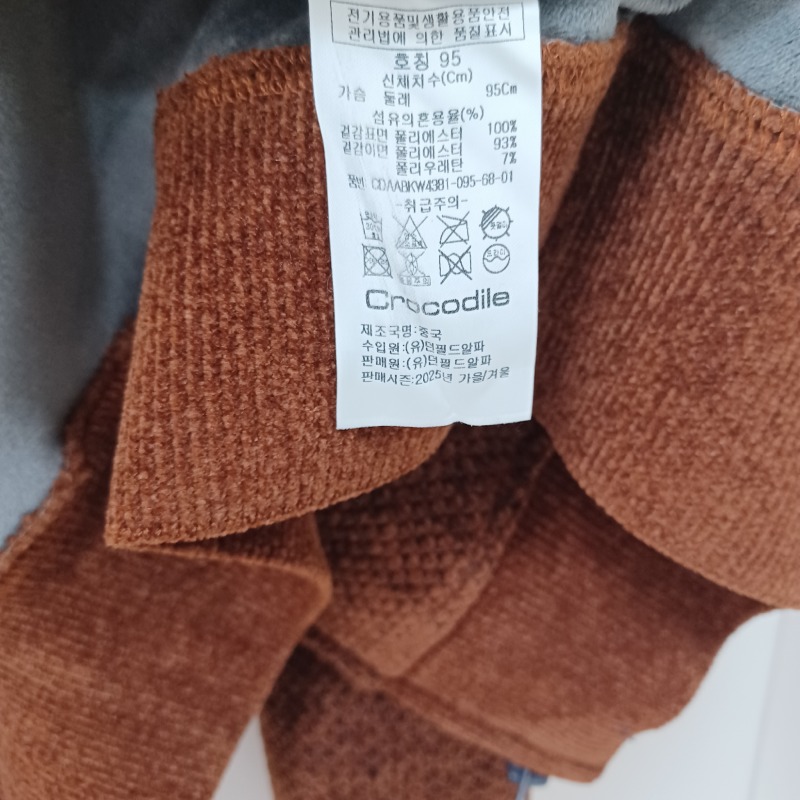 전기용품및생활용품안전
관리법에 의한 품질표시
호칭 95
신체치수(Cm)
가슴 둘레 95Cm
섬유의혼용율(%)
겉감표면 폴리에스터 100%
겉감이면 폴리에스터 93%
폴리우레탄 7%
품번: CDAABKW4381-095-68-01
-취급주의-
Crocodile
제조국명:중국
수입원:(유)던필드알파
판매원:(유)던필드알파
판매시즌:2025년 가을/겨울